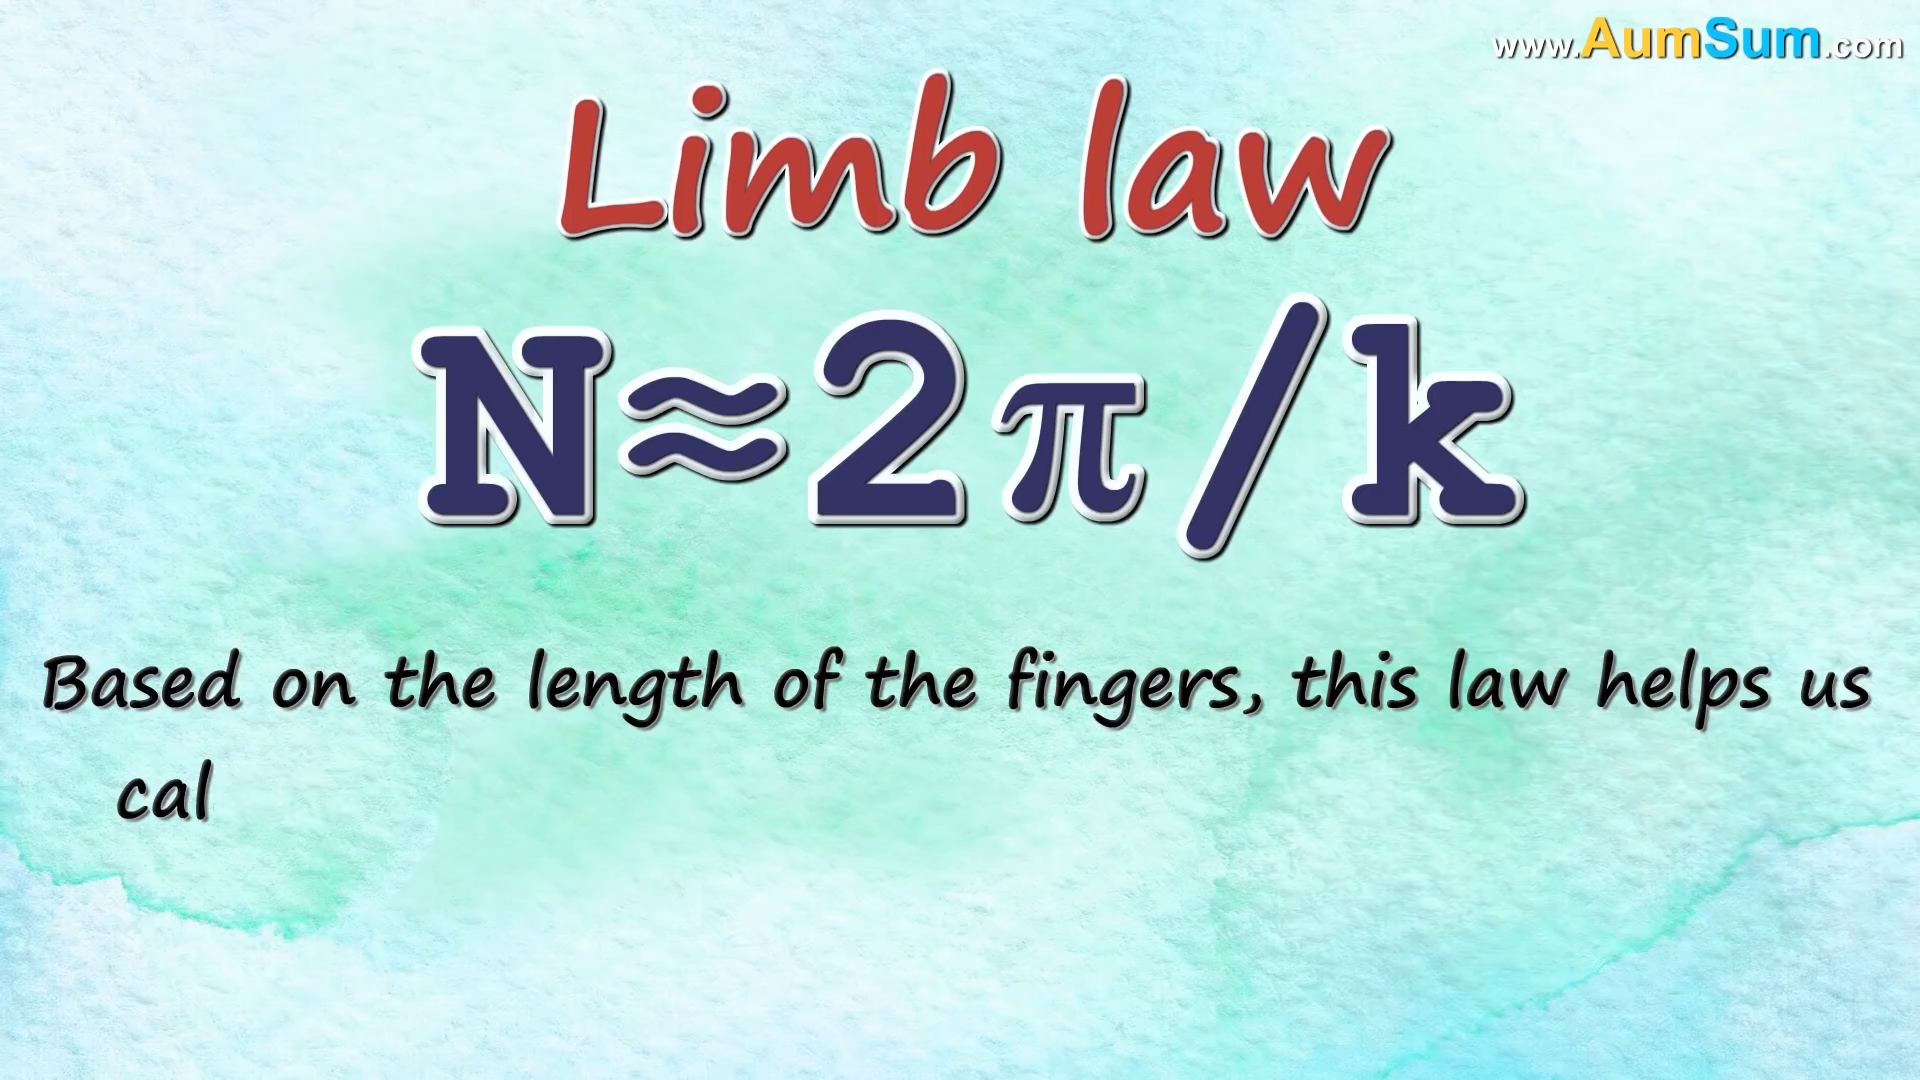 www.AumSum.com
Limb law
N≈2π/k
Based on the length of the fingers, this law helps us
cal